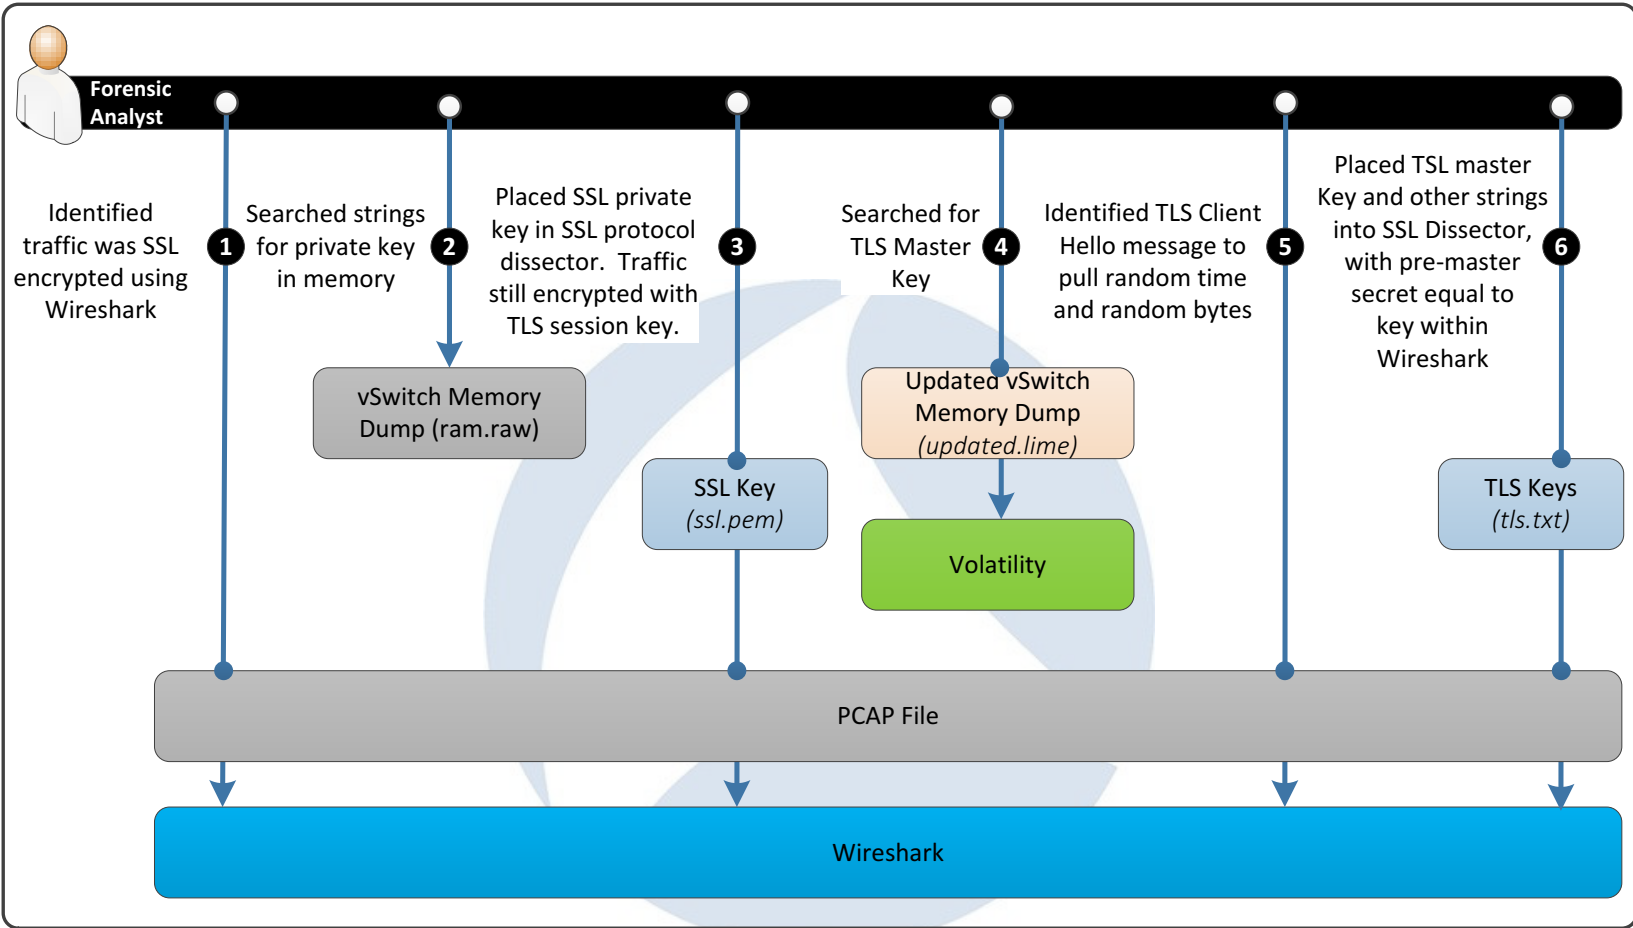 Forensic
Analyst
Identified
traffic was SSL
encrypted using
Wireshark
1
Searched strings
for private key
in memory
2
Placed SSL private
key in SSL protocol
dissector.  Traffic
still encrypted with
TLS session key.
3
Searched for
TLS Master
Key
4
Identified TLS Client
Hello message to
pull random time
and random bytes
5
Placed TSL master
Key and other strings
into SSL Dissector,
with pre-master
secret equal to
key within
Wireshark
6
vSwitch Memory
Dump (ram.raw)
SSL Key
(ssl.pem)
Updated vSwitch
Memory Dump
(updated.lime)
Volatility
TLS Keys
(tls.txt)
PCAP File
Wireshark